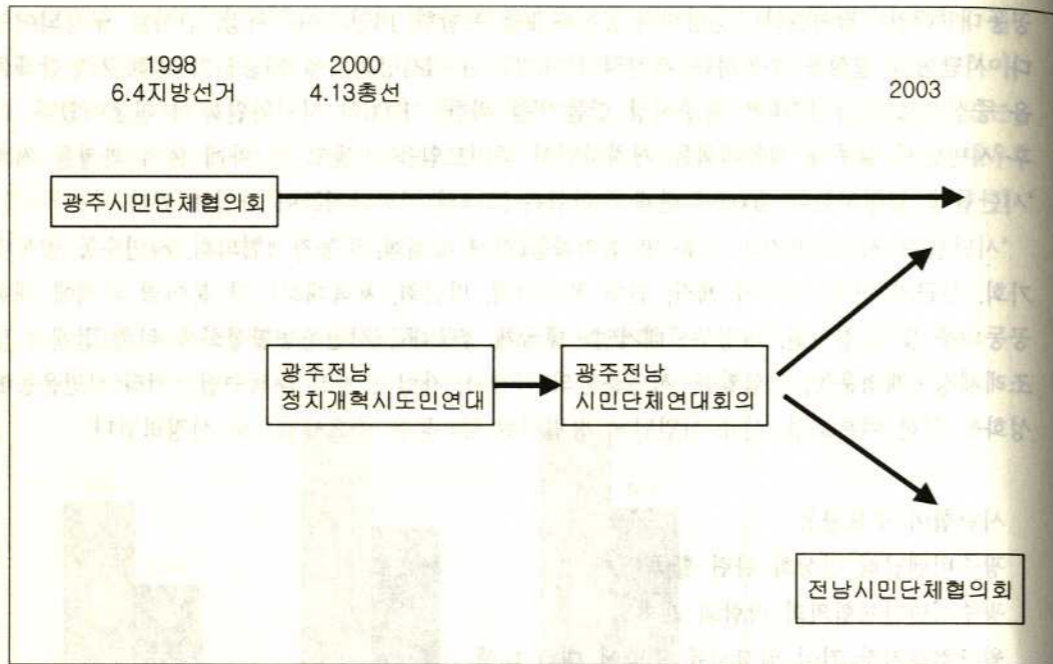 1998
6.4지방선거
2000
4.13총선
2003
광주시민단체협의회
광주전남
정치개혁시도민연대
광주전남
시민단체연대회의
전남시민단체협의회